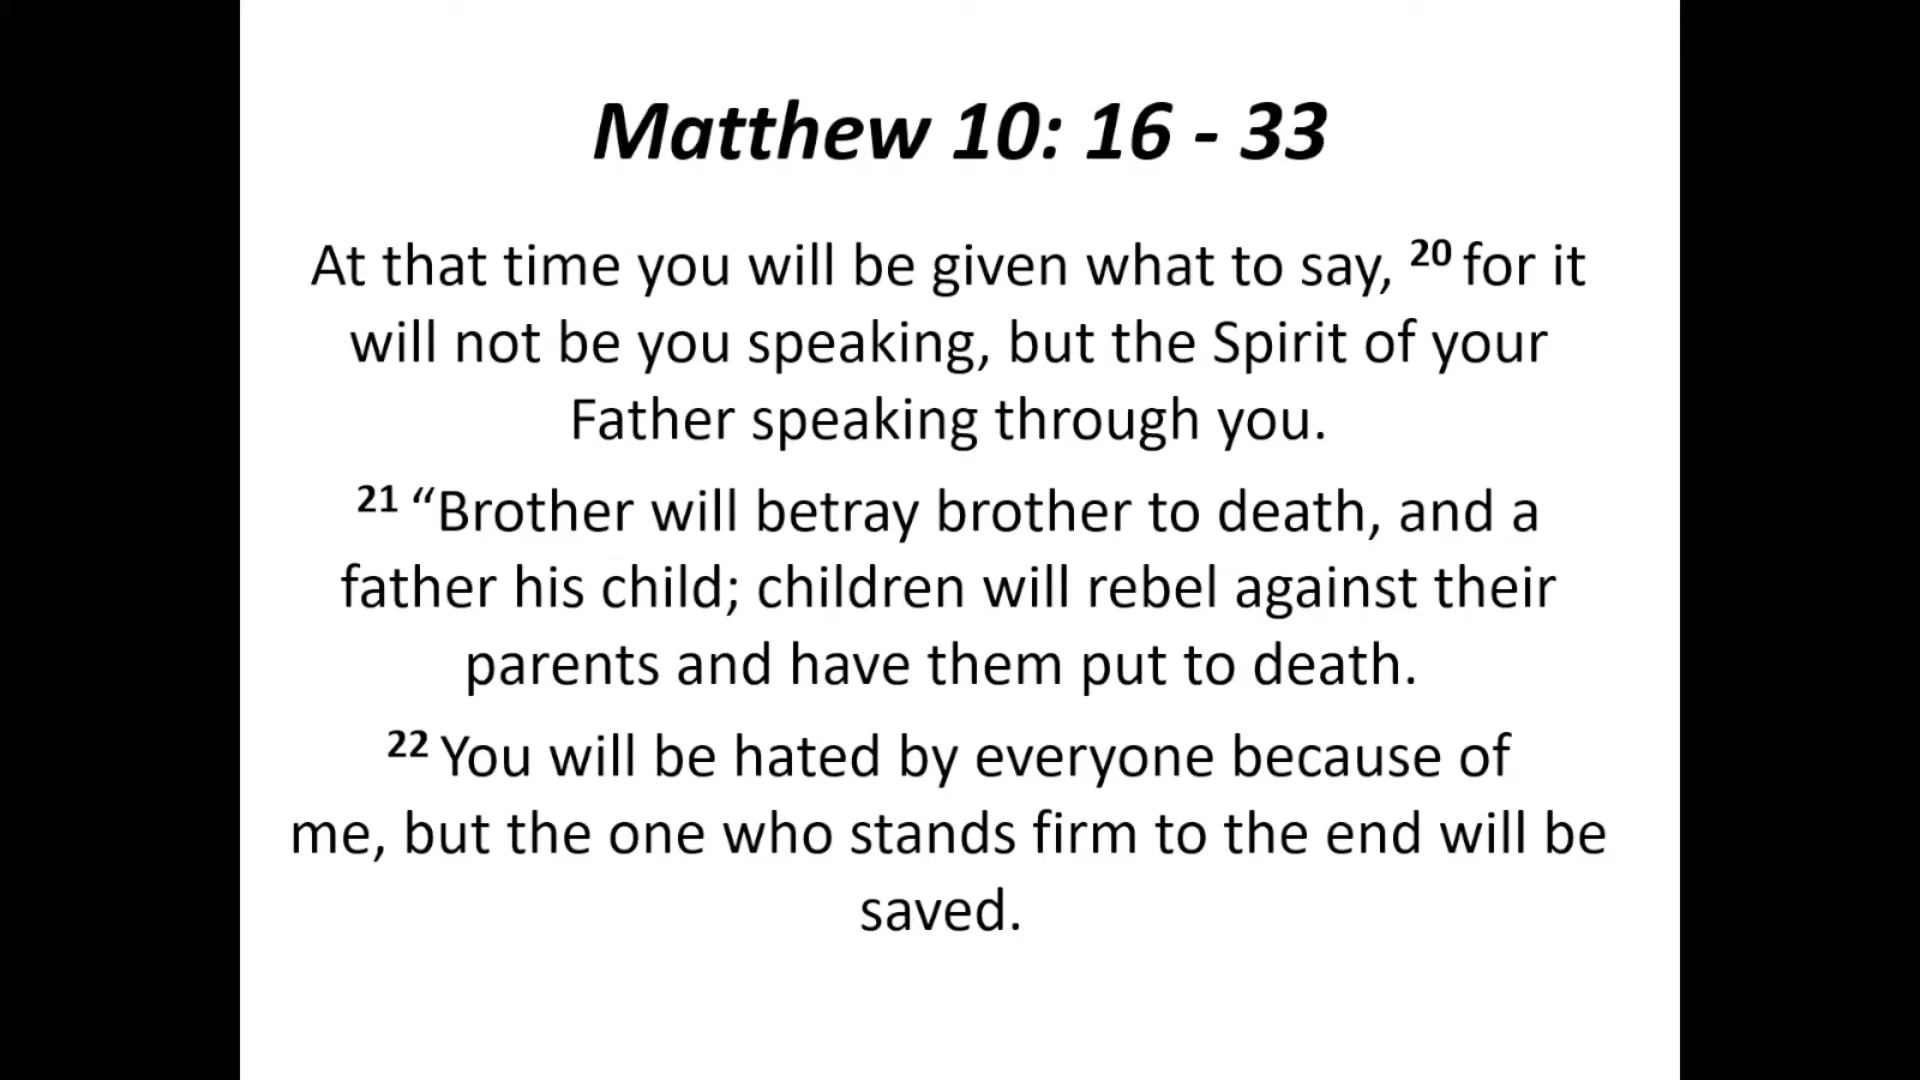 Matthew 10: 16 - 33
At that time you will be given what to say, 20 for it
will not be you speaking, but the Spirit of your
Father speaking through you.
21 “Brother will betray brother to death, and a
father his child; children will rebel against their
parents and have them put to death.
22 You will be hated by everyone because of
me, but the one who stands firm to the end will be
saved.